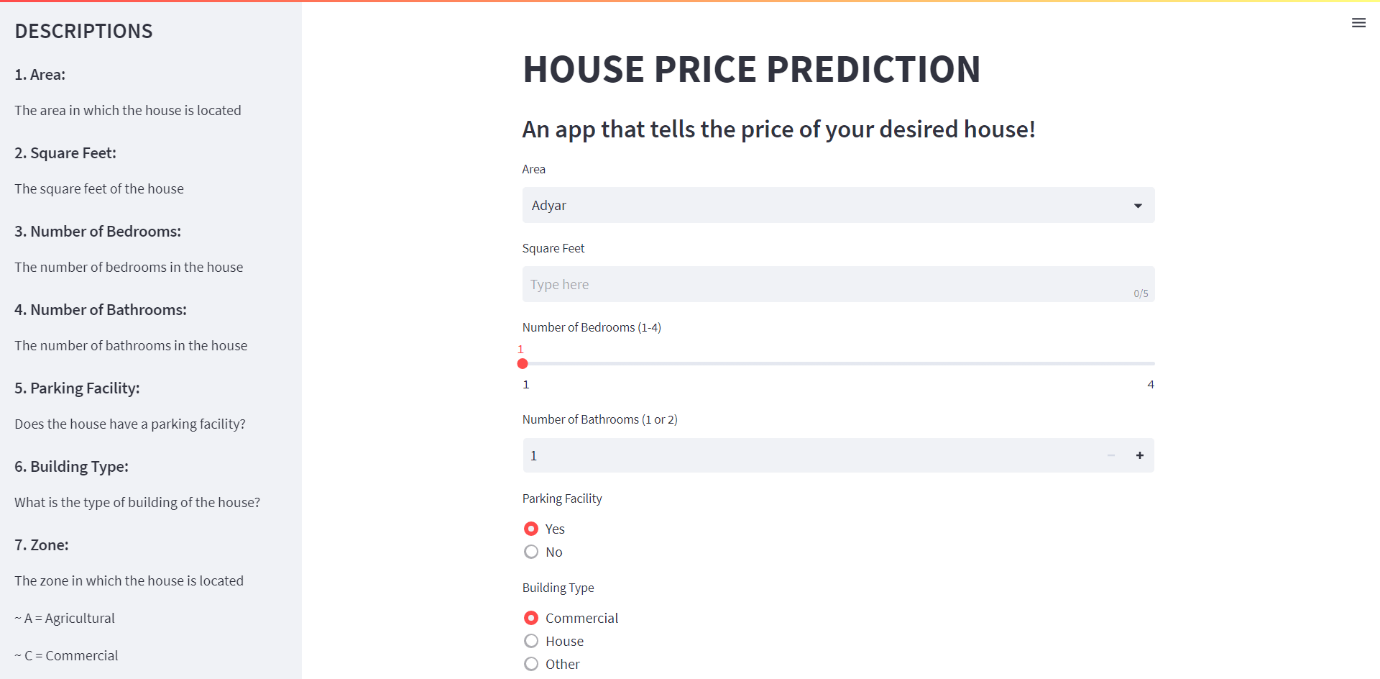 DESCRIPTIONS
1. Area:
The area in which the house is located
2. Square Feet:
The square feet of the house
3. Number of Bedrooms:
The number of bedrooms in the house
4. Number of Bathrooms:
The number of bathrooms in the house
5. Parking Facility:
Does the house have a parking facility?
6. Building Type:
What is the type of building of the house?
7. Zone:
The zone in which the house is located
~ A = Agricultural
~ C = Commercial
HOUSE PRICE PREDICTION
An app that tells the price of your desired house!
Area
Adyar
Square Feet
Type here
0/5
Number of Bedrooms (1-4)
1
1 4
Number of Bathrooms (1 or 2)
1 − +
Parking Facility
Yes
No
Building Type
Commercial
House
Other